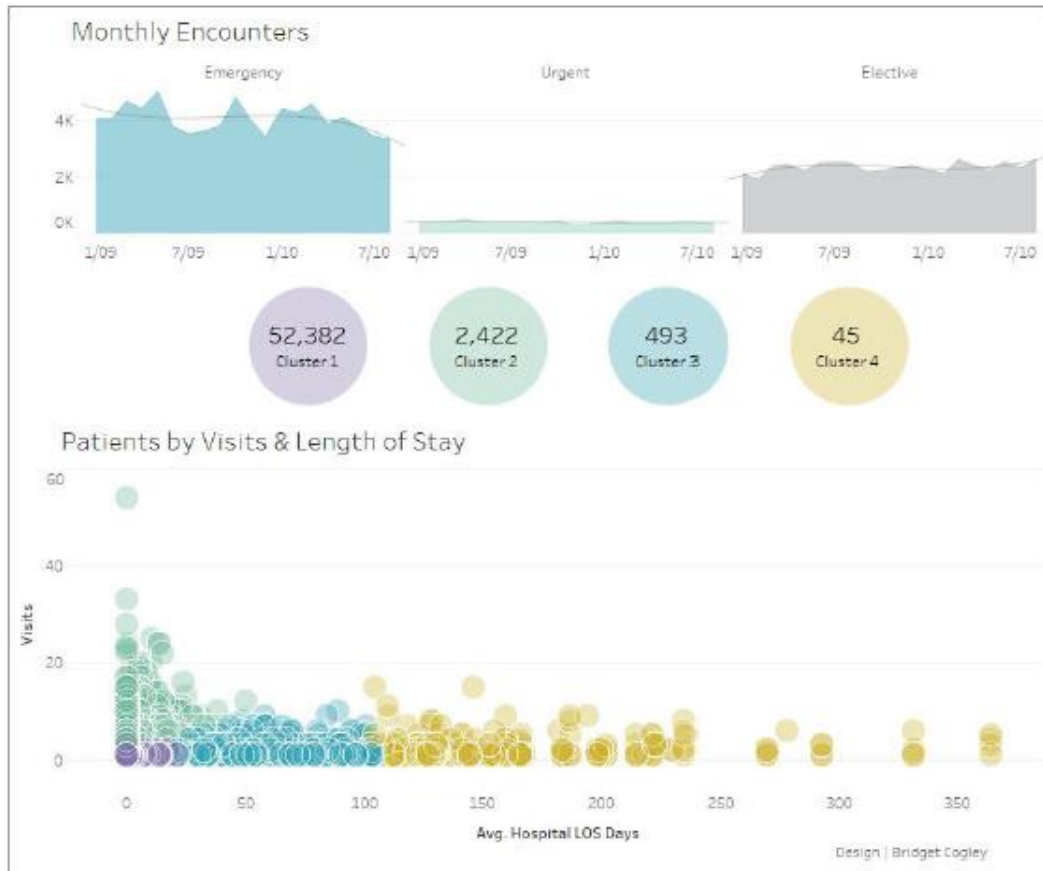 Monthly Encounters
Emergency Urgent Elective
4K
2K
0K
1/09 7/09 1/10 7/10 1/09 7/09 1/10 7/10 1/09 7/09 1/10 7/10
52,382 2,422 493 45
Cluster 1 Cluster 2 Cluster 3 Cluster 4
Patients by Visits & Length of Stay
60
40
Visits
20
0
0 50 100 150 200 250 300 350
Avg. Hospital LOS Days
Design | Bridget Cogley